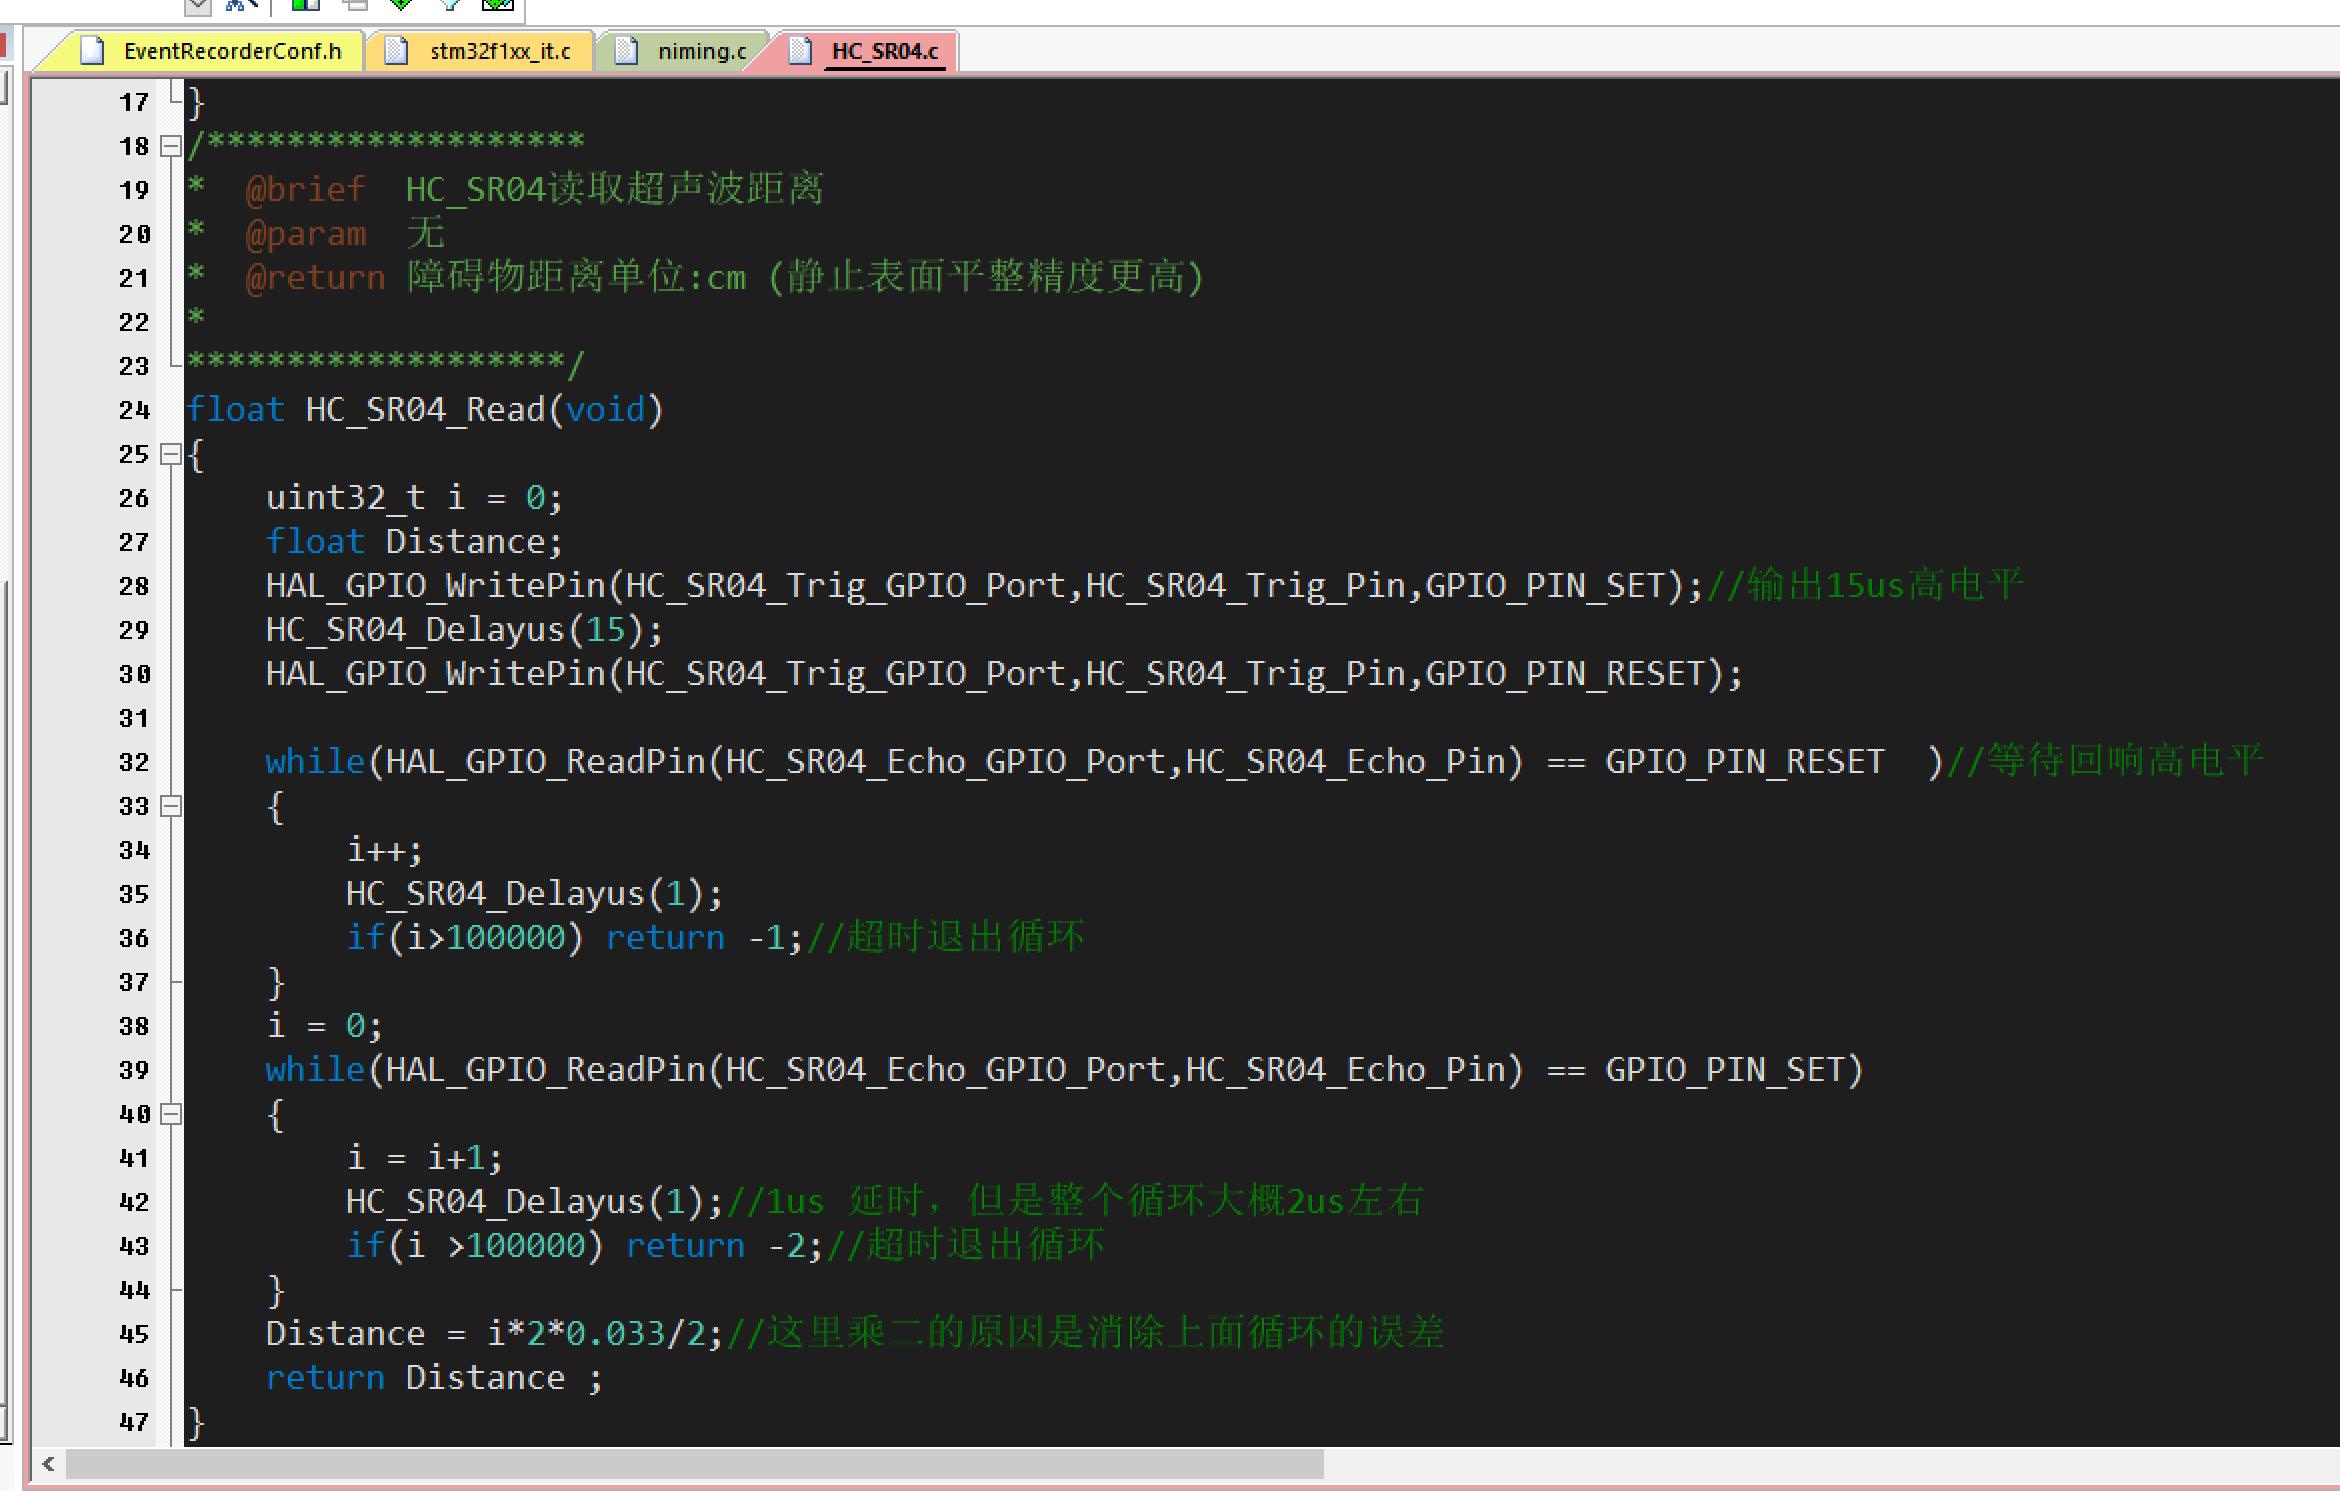 EventRecorderConf.h stm32f1xx_it.c niming.c HC_SR04.c
17 }
18 /*******************
19 *  @brief  HC_SR04读取超声波距离
20 *  @param  无
21 *  @return 障碍物距离单位:cm (静止表面平整精度更高)
22 *
23 *******************/
24 float HC_SR04_Read(void)
25 {
26     uint32_t i = 0;
27     float Distance;
28     HAL_GPIO_WritePin(HC_SR04_Trig_GPIO_Port,HC_SR04_Trig_Pin,GPIO_PIN_SET);//输出15us高电平
29     HC_SR04_Delayus(15);
30     HAL_GPIO_WritePin(HC_SR04_Trig_GPIO_Port,HC_SR04_Trig_Pin,GPIO_PIN_RESET);
31
32     while(HAL_GPIO_ReadPin(HC_SR04_Echo_GPIO_Port,HC_SR04_Echo_Pin) == GPIO_PIN_RESET  )//等待回响高电平
33     {
34         i++;
35         HC_SR04_Delayus(1);
36         if(i>100000) return -1;//超时退出循环
37     }
38     i = 0;
39     while(HAL_GPIO_ReadPin(HC_SR04_Echo_GPIO_Port,HC_SR04_Echo_Pin) == GPIO_PIN_SET)
40     {
41         i = i+1;
42         HC_SR04_Delayus(1);//1us 延时，但是整个循环大概2us左右
43         if(i >100000) return -2;//超时退出循环
44     }
45     Distance = i*2*0.033/2;//这里乘二的原因是消除上面循环的误差
46     return Distance ;
47 }